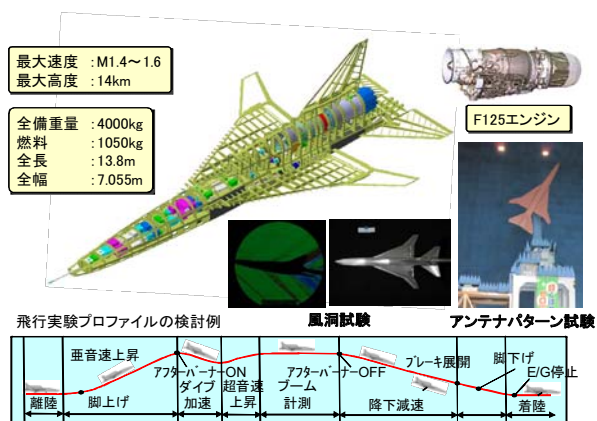 最大速度 :M1.4～1.6
最大高度 :14km
全備重量 :4000kg
燃料 :1050kg
全長 :13.8m
全幅 :7.055m
F125エンジン
風洞試験
アンテナパターン試験
飛行実験プロファイルの検討例
亜音速上昇
アフターバーナーON
アフターバーナーOFF
ブレーキ展開
脚下げ
E/G停止
離陸
脚上げ
ダイブ
加速
超音速
上昇
ブーム
計測
降下減速
着陸